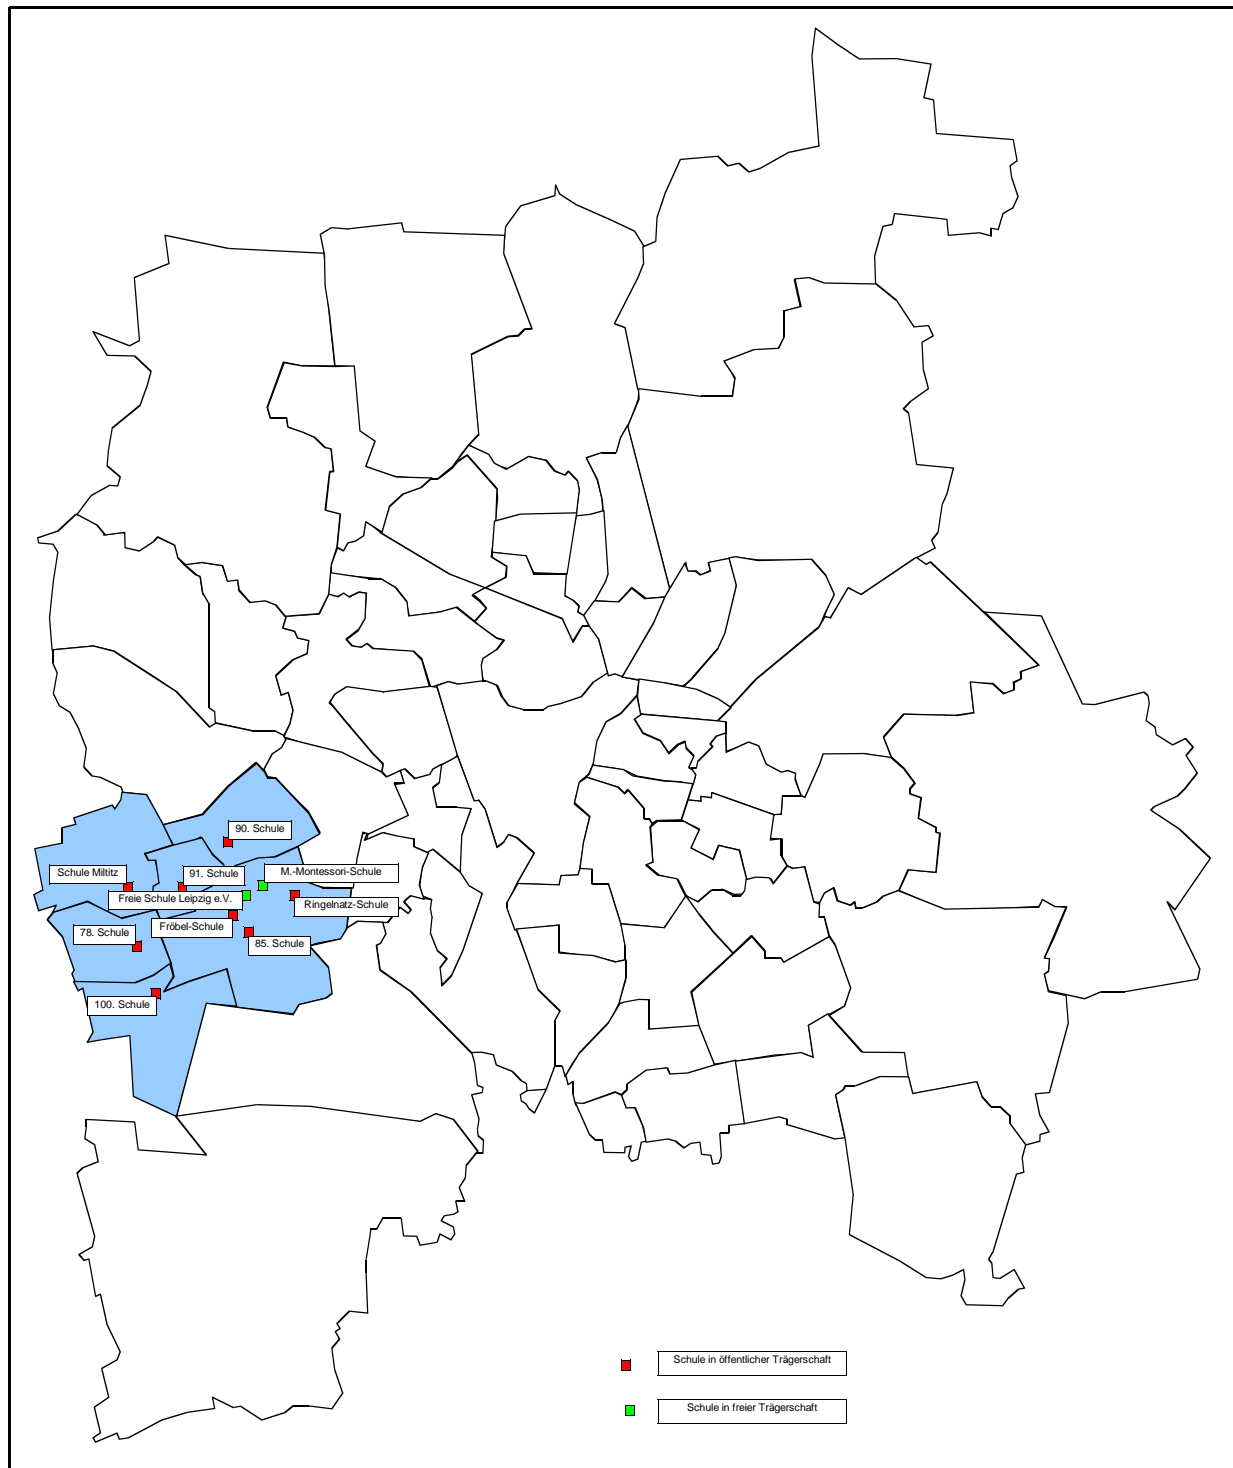 90. Schule
Schule Miltitz
91. Schule
M.-Montessori-Schule
Freie Schule Leipzig e.V.
Ringelnatz-Schule
Fröbel-Schule
78. Schule
85. Schule
100. Schule
Schule in öffentlicher Trägerschaft
Schule in freier Trägerschaft